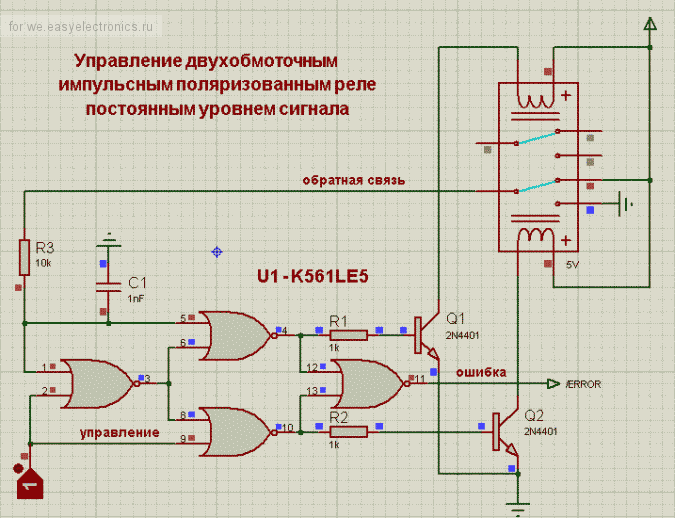 for we.easyelectronics.ru
Управление двухобмоточным
импульсным поляризованным реле
постоянным уровнем сигнала
обратная связь
R3
10k
C1
1nF
U1 - K561LE5
5V
+
+
5
6
4
R1
1k
Q1
2N4401
1
2
3
12
13
11
ошибка
/ERROR
управление
8
9
10
R2
1k
Q2
2N4401
1